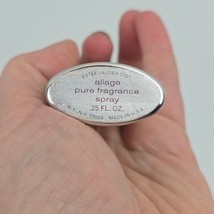 ESTEE LAUDER DIST.
aliage
pure fragrance
spray
.25 FL. OZ.
N.Y., N.Y. 10022 MADE IN U.S.A.